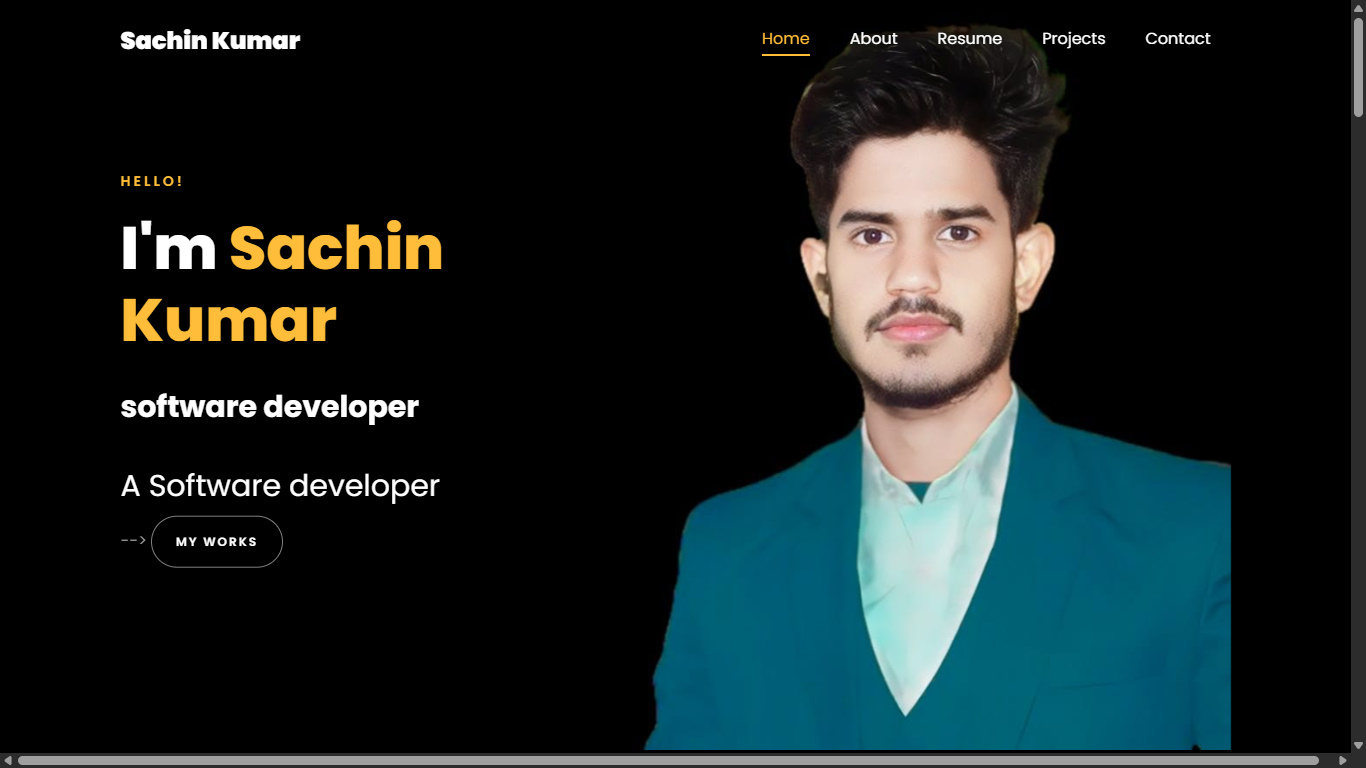 Sachin Kumar
Home About Resume Projects Contact
HELLO!
I'm Sachin
Kumar
software developer
A Software developer
--> MY WORKS